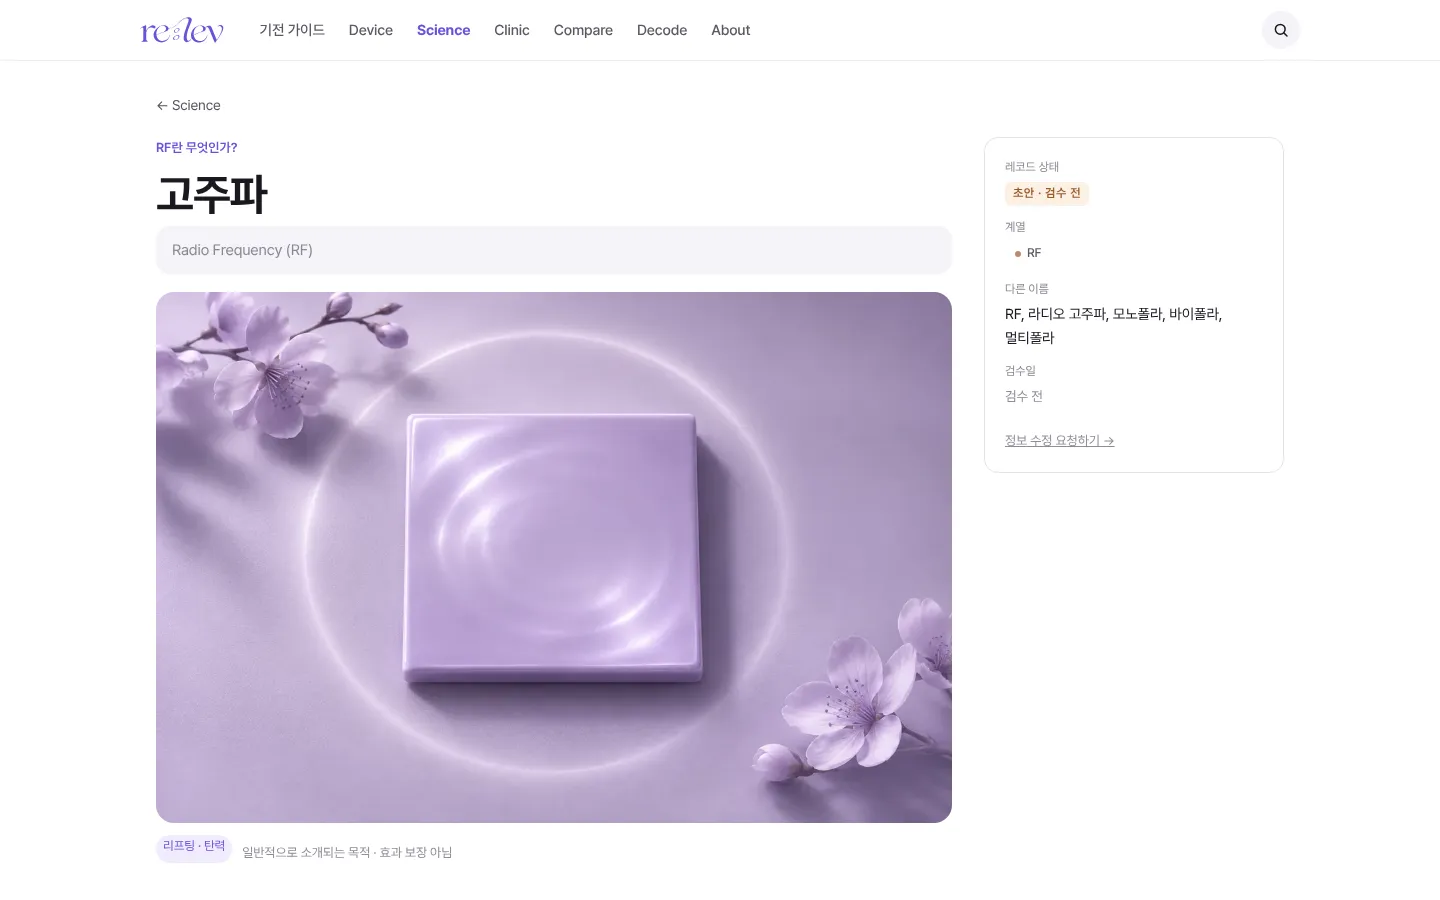 relev
기전 가이드 Device Science Clinic Compare Decode About
← Science
RF란 무엇인가?
고주파
Radio Frequency (RF)
리프팅 · 탄력 일반적으로 소개되는 목적 · 효과 보장 아님
레코드 상태
초안 · 검수 전
계열
RF
다른 이름
RF, 라디오 고주파, 모노폴라, 바이폴라,
멀티폴라
검수일
검수 전
정보 수정 요청하기 →